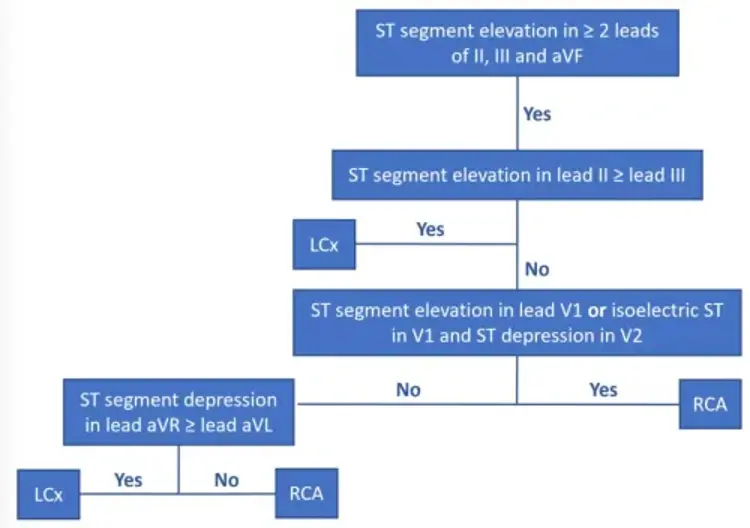 ST segment elevation in ≥ 2 leads
of II, III and aVF
Yes
ST segment elevation in lead II ≥ lead III
Yes
LCx
No
ST segment elevation in lead V1 or isoelectric ST
in V1 and ST depression in V2
No
Yes
RCA
ST segment depression
in lead aVR ≥ lead aVL
Yes
No
LCx
RCA